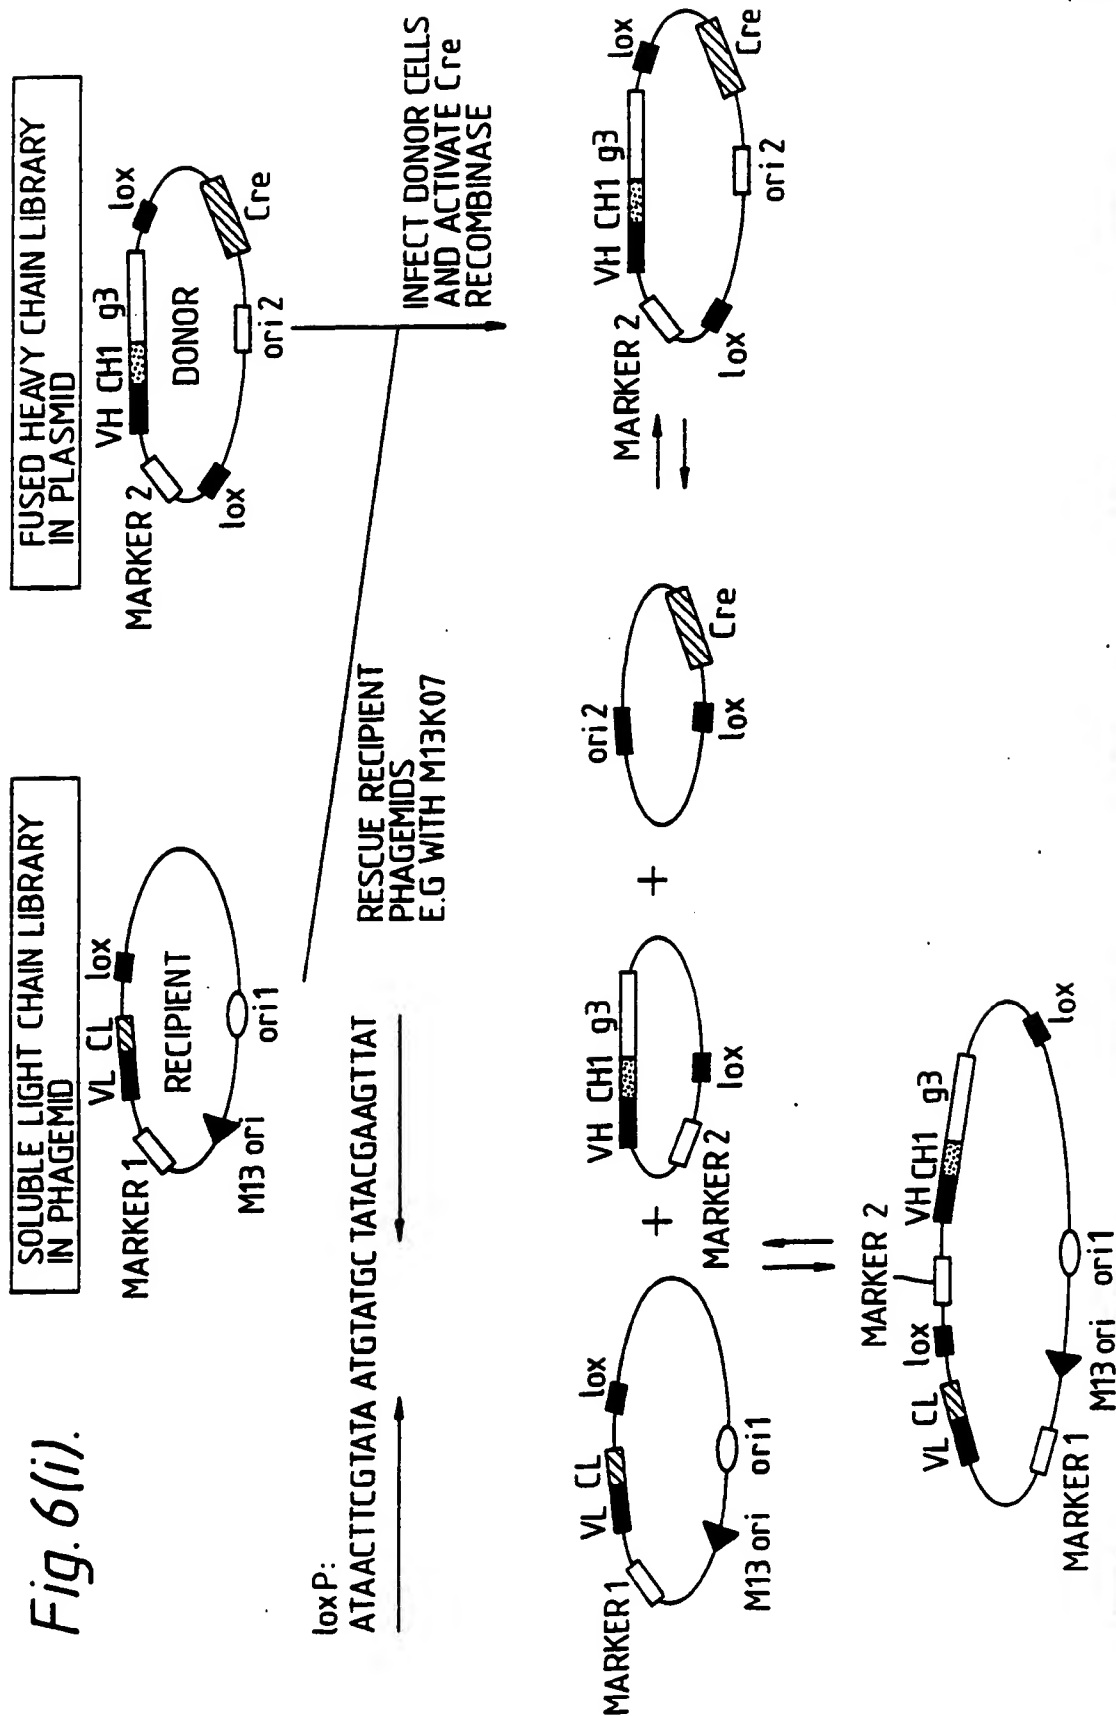 Fig. 6(i).
SOLUBLE LIGHT CHAIN LIBRARY
IN PHAGEMID
VL CL
lox
MARKER 1
RECIPIENT
M13 ori
ori1
FUSED HEAVY CHAIN LIBRARY
IN PLASMID
VH CH1 g3
lox
MARKER 2
DONOR
Cre
lox
ori 2
loxP:
ATAACTTCGTATA ATGTATGC TATACGAAGTTAT
RESCUE RECIPIENT
PHAGEMIDS
E.G WITH M13K07
INFECT DONOR CELLS
AND ACTIVATE Cre
RECOMBINASE
VL CL
lox
MARKER 1
M13 ori
ori1
+
VH CH1 g3
lox
MARKER 2
+
ori 2
lox
Cre
MARKER 2
VH CH1 g3
lox
lox
ori 2
Cre
MARKER 2
VL CL
lox
VH CH1
g3
lox
MARKER 1
M13 ori
ori1